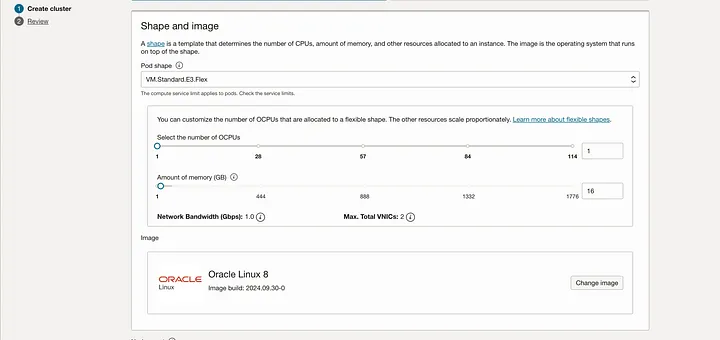 1 Create cluster
2 Review
Shape and image
A shape is a template that determines the number of CPUs, amount of memory, and other resources allocated to an instance. The image is the operating system that runs
on top of the shape.
Pod shape i
VM.Standard.E3.Flex
The compute service limit applies to pods. Check the service limits.
You can customize the number of OCPUs that are allocated to a flexible shape. The other resources scale proportionately. Learn more about flexible shapes.
Select the number of OCPUs
1
1 28 57 84 114
Amount of memory (GB) i
16
1 444 888 1332 1776
Network Bandwidth (Gbps): 1.0 i Max. Total VNICs: 2 i
Image
ORACLE
Linux
Oracle Linux 8
Image build: 2024.09.30-0
Change image